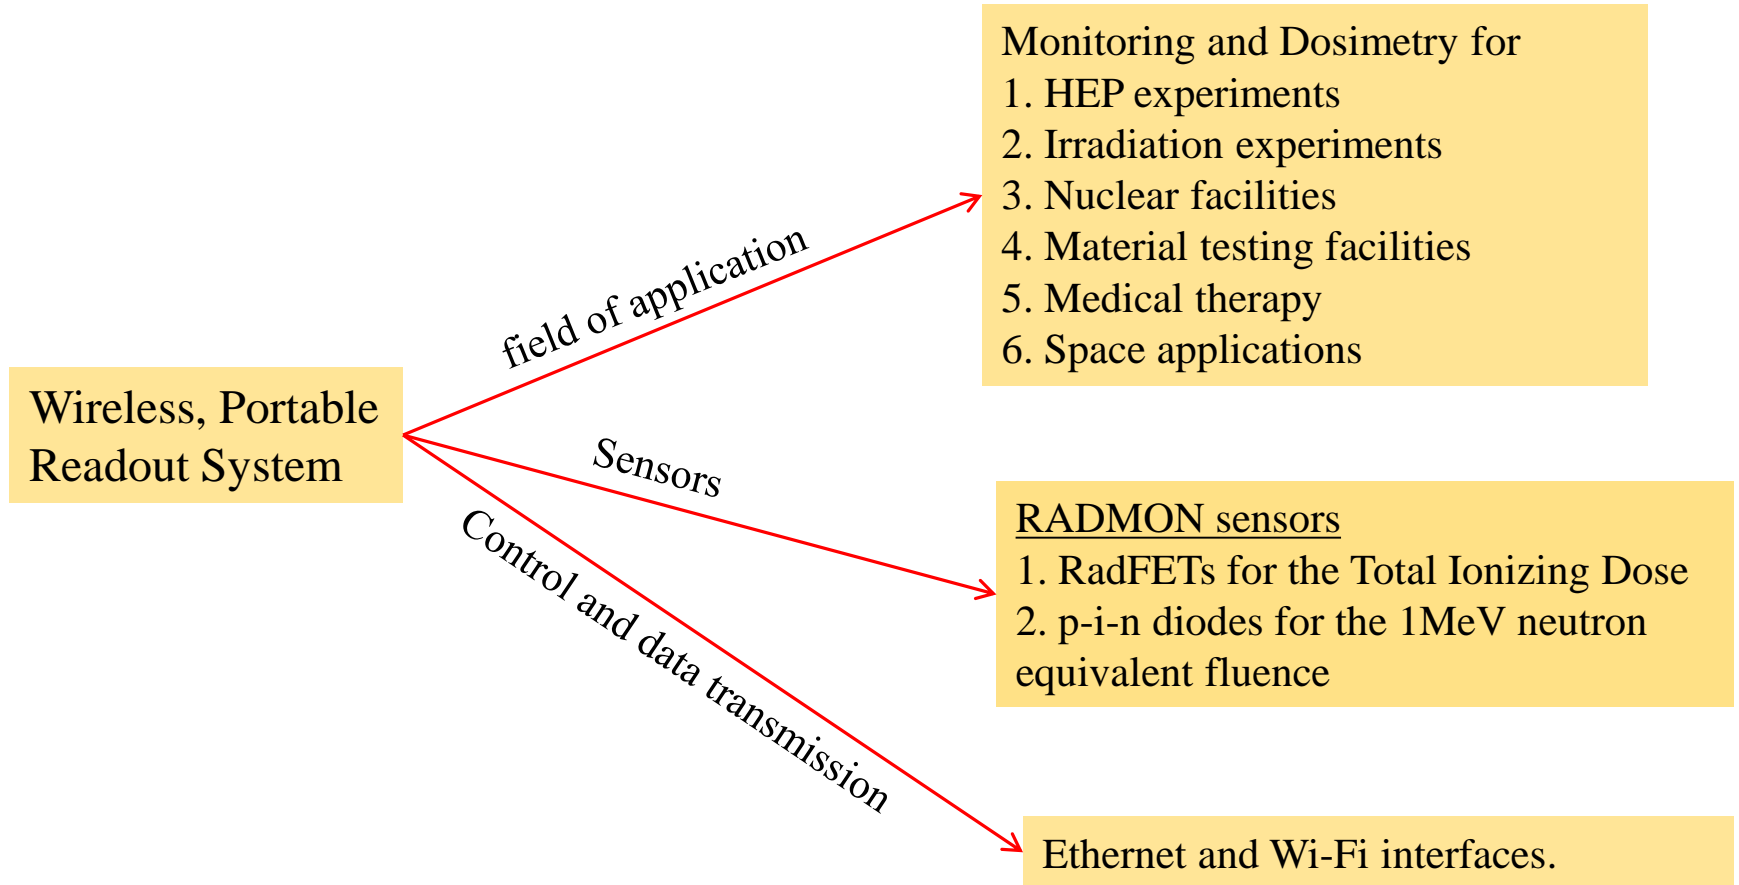 Wireless, Portable
Readout System
field of application
Monitoring and Dosimetry for
1. HEP experiments
2. Irradiation experiments
3. Nuclear facilities
4. Material testing facilities
5. Medical therapy
6. Space applications
Sensors
RADMON sensors
1. RadFETs for the Total Ionizing Dose
2. p-i-n diodes for the 1MeV neutron
equivalent fluence
Control and data transmission
Ethernet and Wi-Fi interfaces.